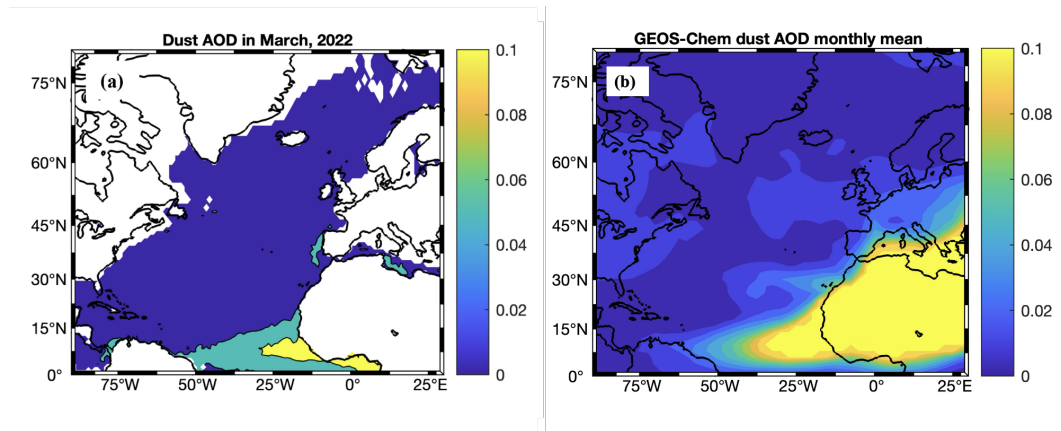 Dust AOD in March, 2022
(a)
75°N
60°N
45°N
30°N
15°N
0°
75°W
50°W
25°W
0°
25°E
0.1
0.08
0.06
0.04
0.02
0
GEOS-Chem dust AOD monthly mean
(b)
75°N
60°N
45°N
30°N
15°N
0°
75°W
50°W
25°W
0°
25°E
0.1
0.08
0.06
0.04
0.02
0